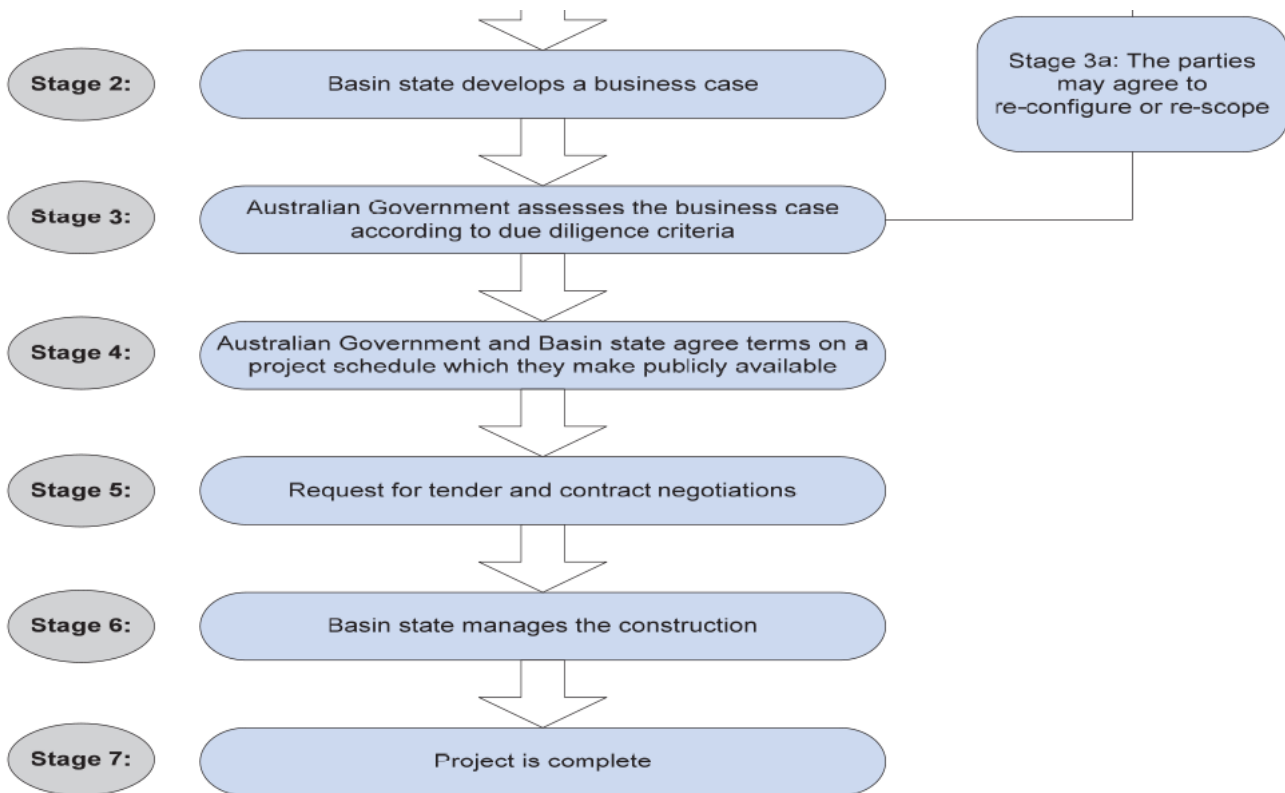 Stage 2:
Basin state develops a business case
Stage 3a: The parties
may agree to
re-configure or re-scope
Stage 3:
Australian Government assesses the business case
according to due diligence criteria
Stage 4:
Australian Government and Basin state agree terms on a
project schedule which they make publicly available
Stage 5:
Request for tender and contract negotiations
Stage 6:
Basin state manages the construction
Stage 7:
Project is complete